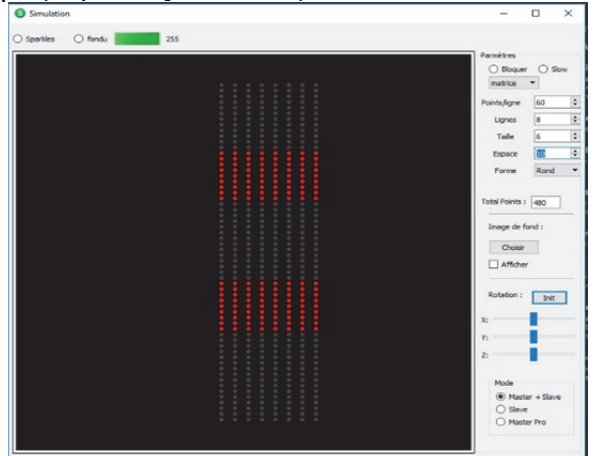 Simulation
Sparkles fondu 255
Paramètres
Bloquer Slow
matrice
Points/ligne 60
Lignes 8
Taille 6
Espace 10
Forme Rond
Total Points : 480
Image de fond :
Choisir
Afficher
Rotation : Init
X:
Y:
Z:
Mode
Master + Slave
Slave
Master Pro